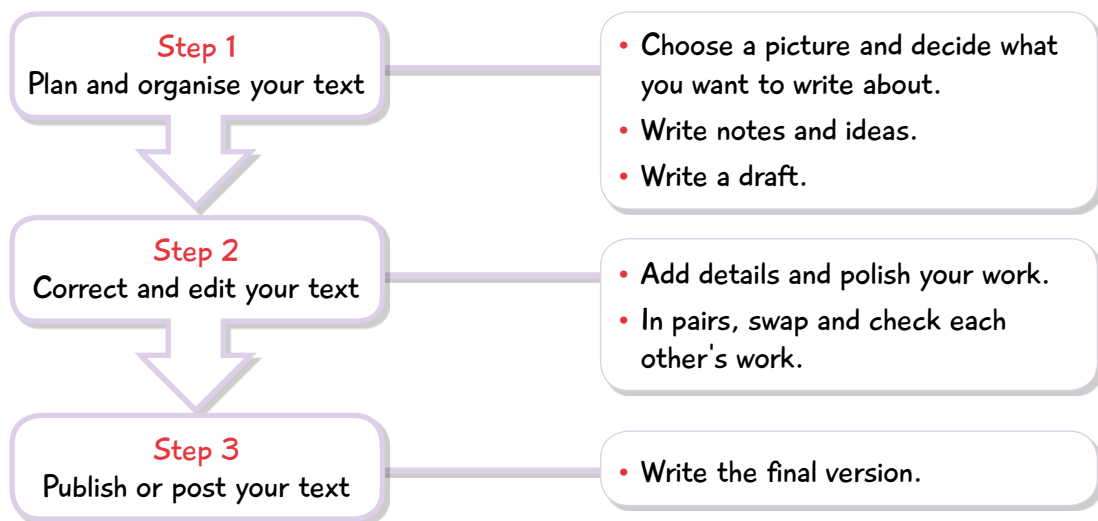 Step 1
Plan and organise your text
• Choose a picture and decide what
you want to write about.
• Write notes and ideas.
• Write a draft.
Step 2
Correct and edit your text
• Add details and polish your work.
• In pairs, swap and check each
other's work.
Step 3
Publish or post your text
• Write the final version.